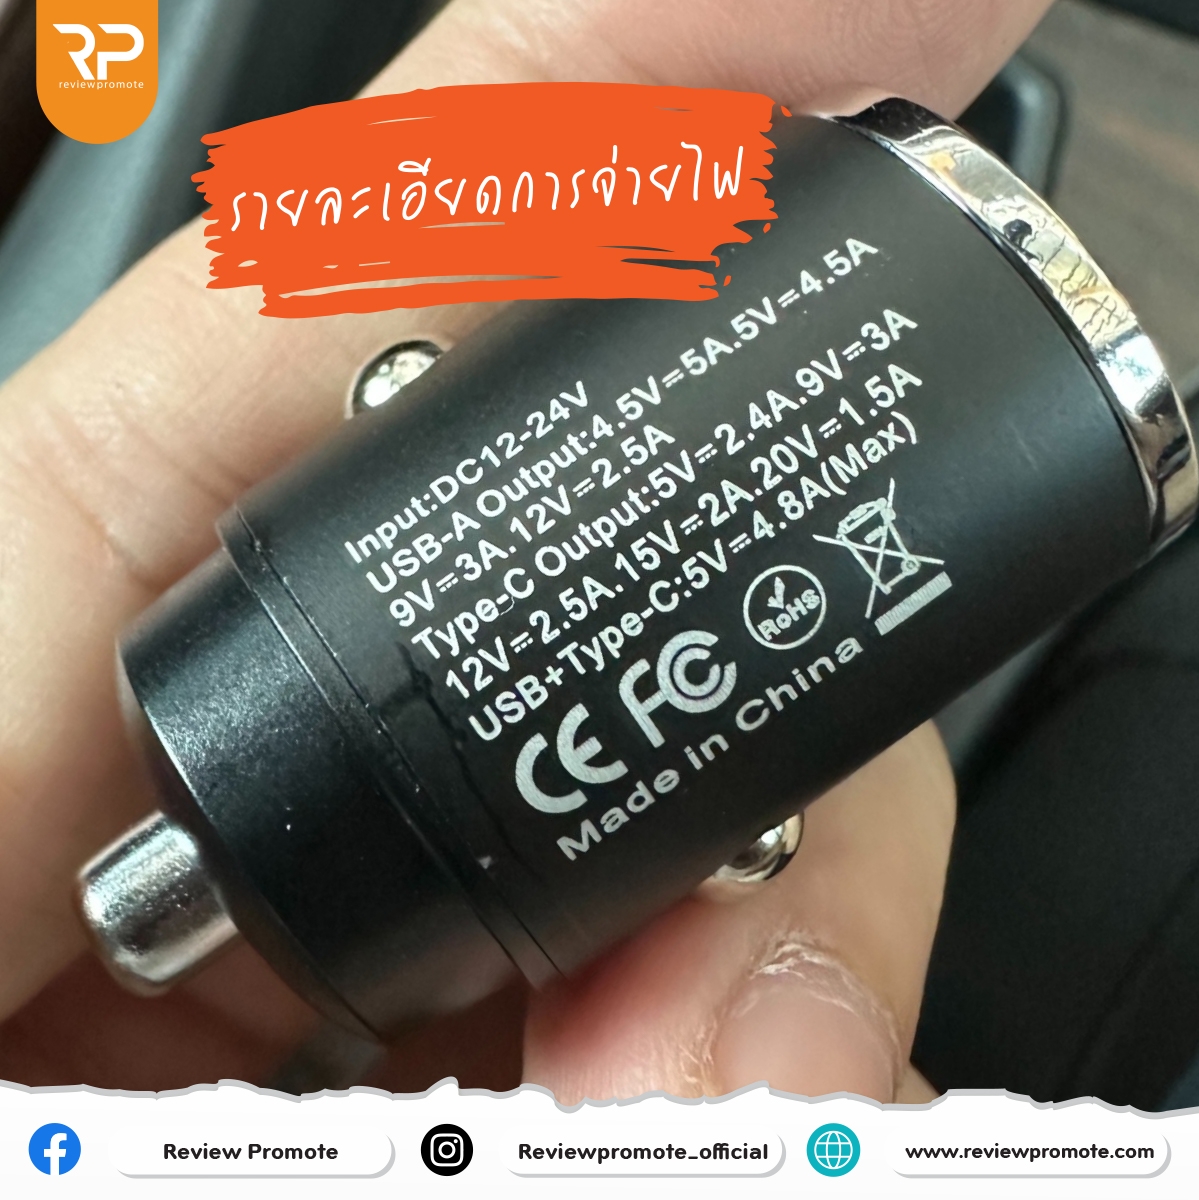 RP
reviewpromote
รายละเอียดการจ่ายไฟ
Input:DC12-24V
USB-A Output:4.5V⎓5A.5V⎓4.5A
9V⎓3A.12V⎓2.5A
Type-C Output:5V⎓2.4A.9V⎓3A
12V⎓2.5A.15V⎓2A.20V⎓1.5A
USB+Type-C:5V⎓4.8A(Max)
CE FC RoHS
Made in China
Review Promote
Reviewpromote_official
www.reviewpromote.com